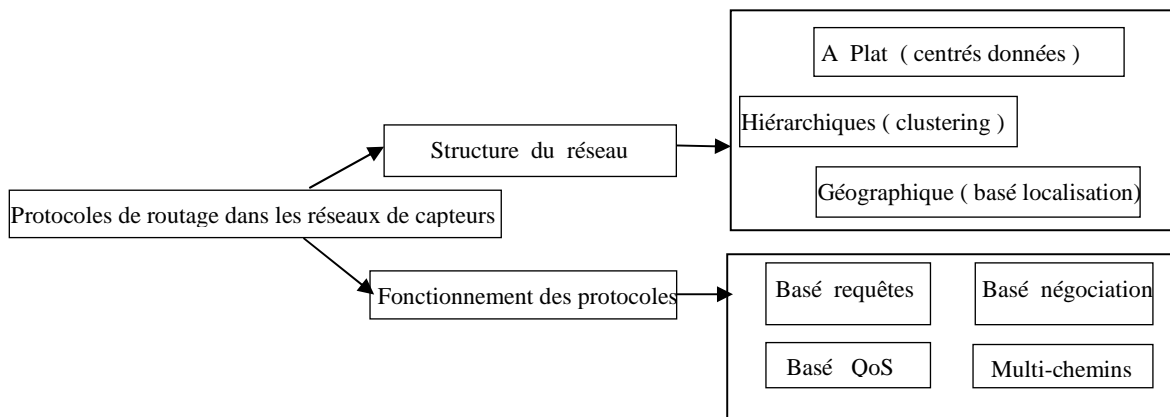 A Plat ( centrés données )
Hiérarchiques ( clustering )
Structure du réseau
Géographique ( basé localisation)
Protocoles de routage dans les réseaux de capteurs
Fonctionnement des protocoles
Basé requêtes
Basé négociation
Basé QoS
Multi-chemins